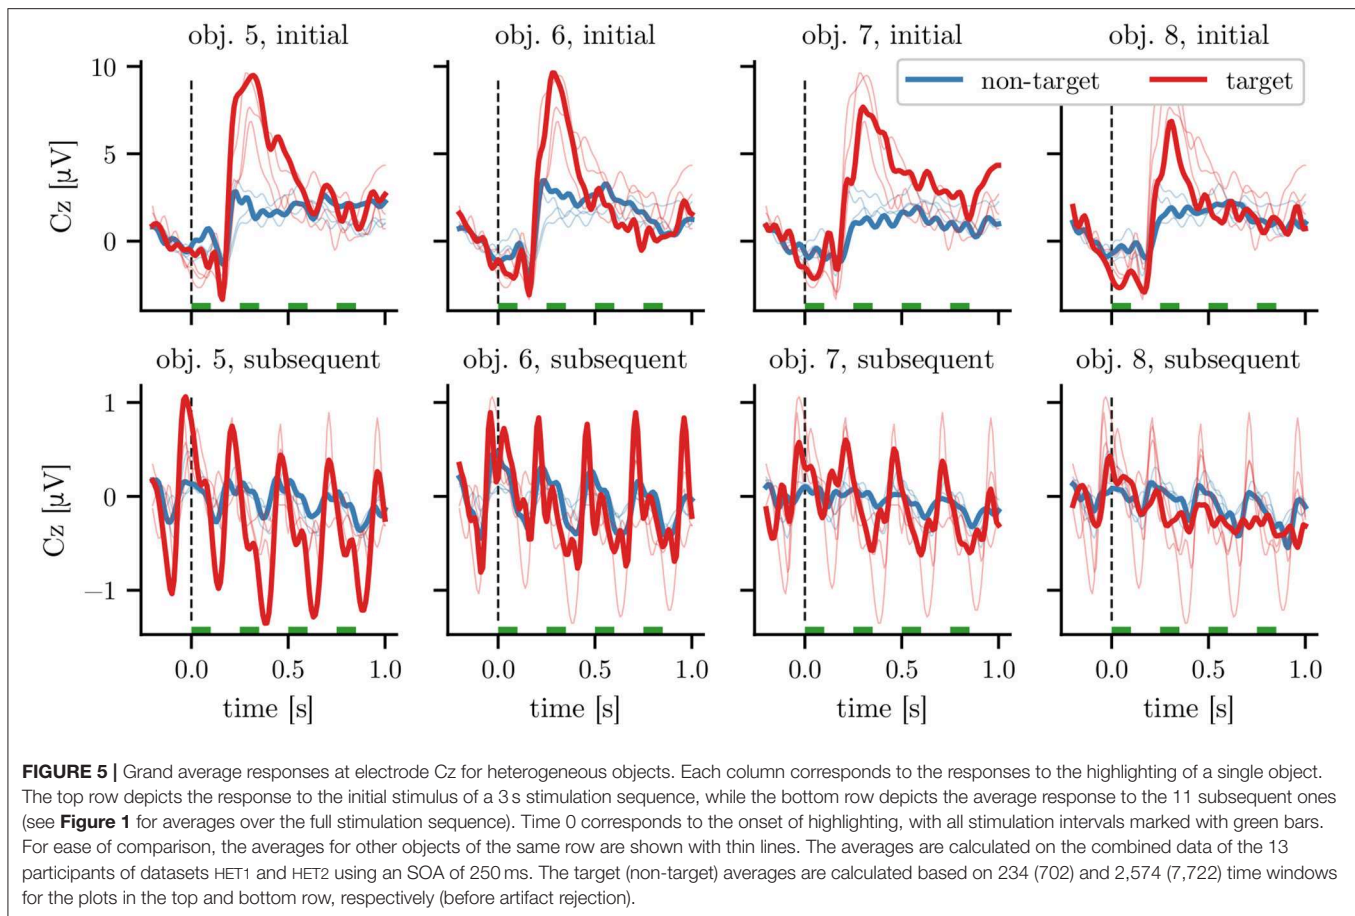 obj. 5, initial
obj. 6, initial
obj. 7, initial
obj. 8, initial
non-target
target
10
5
0
Cz [µV]
obj. 5, subsequent
obj. 6, subsequent
obj. 7, subsequent
obj. 8, subsequent
1
0
−1
Cz [µV]
0.0 0.5 1.0
0.0 0.5 1.0
0.0 0.5 1.0
0.0 0.5 1.0
time [s]
time [s]
time [s]
time [s]
FIGURE 5 | Grand average responses at electrode Cz for heterogeneous objects. Each column corresponds to the responses to the highlighting of a single object.
The top row depicts the response to the initial stimulus of a 3 s stimulation sequence, while the bottom row depicts the average response to the 11 subsequent ones
(see Figure 1 for averages over the full stimulation sequence). Time 0 corresponds to the onset of highlighting, with all stimulation intervals marked with green bars.
For ease of comparison, the averages for other objects of the same row are shown with thin lines. The averages are calculated on the combined data of the 13
participants of datasets HET1 and HET2 using an SOA of 250 ms. The target (non-target) averages are calculated based on 234 (702) and 2,574 (7,722) time windows
for the plots in the top and bottom row, respectively (before artifact rejection).